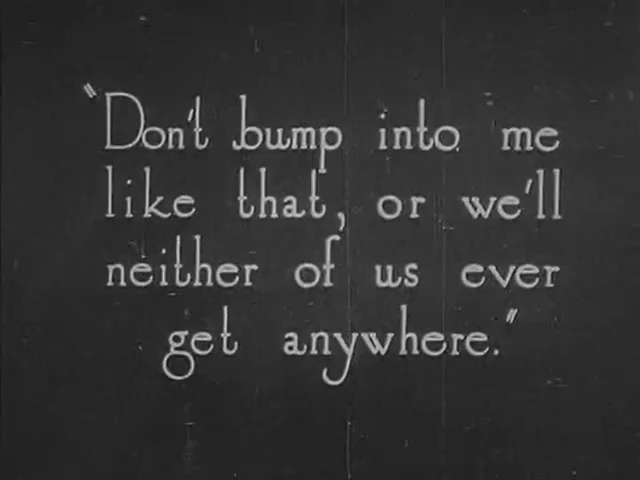 "Don't bump into me
like that, or we'll
neither of us ever
get anywhere."